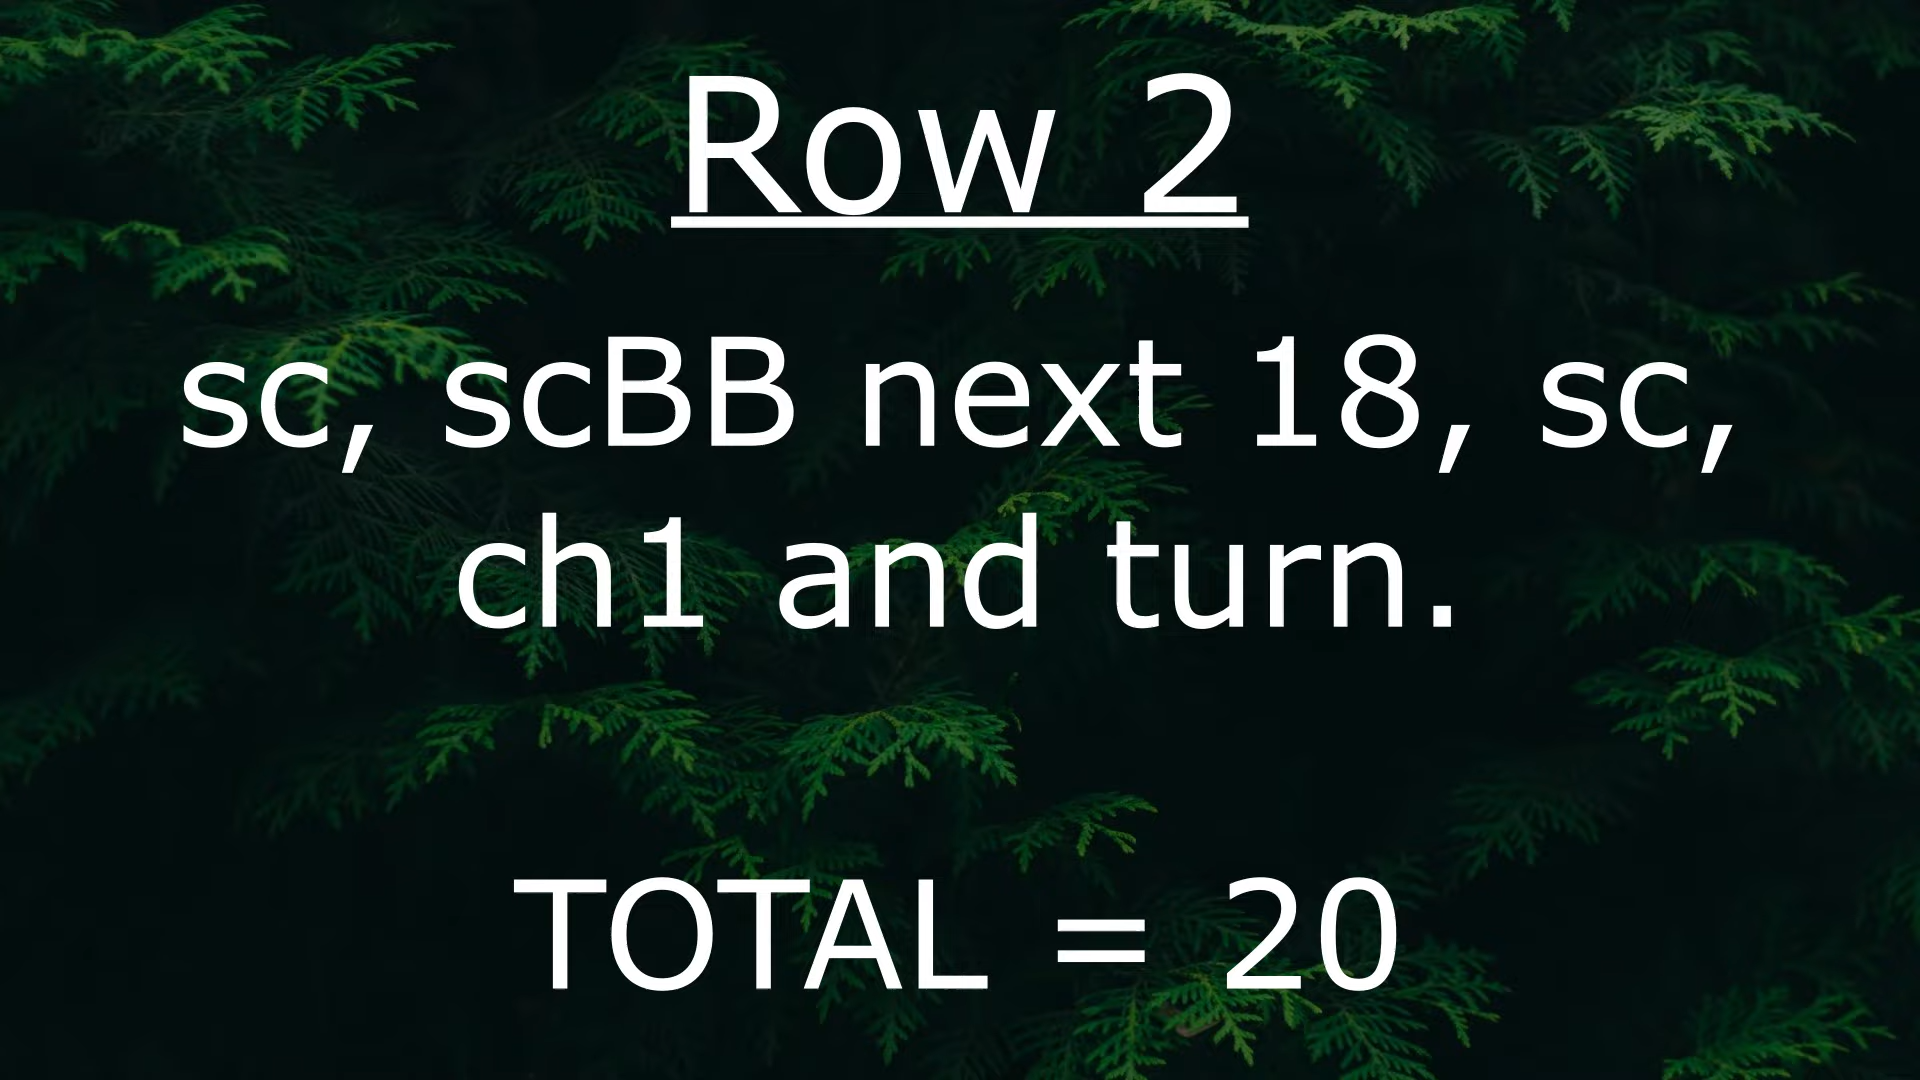 Row 2
sc, scBB next 18, sc,
ch1 and turn.
TOTAL = 20